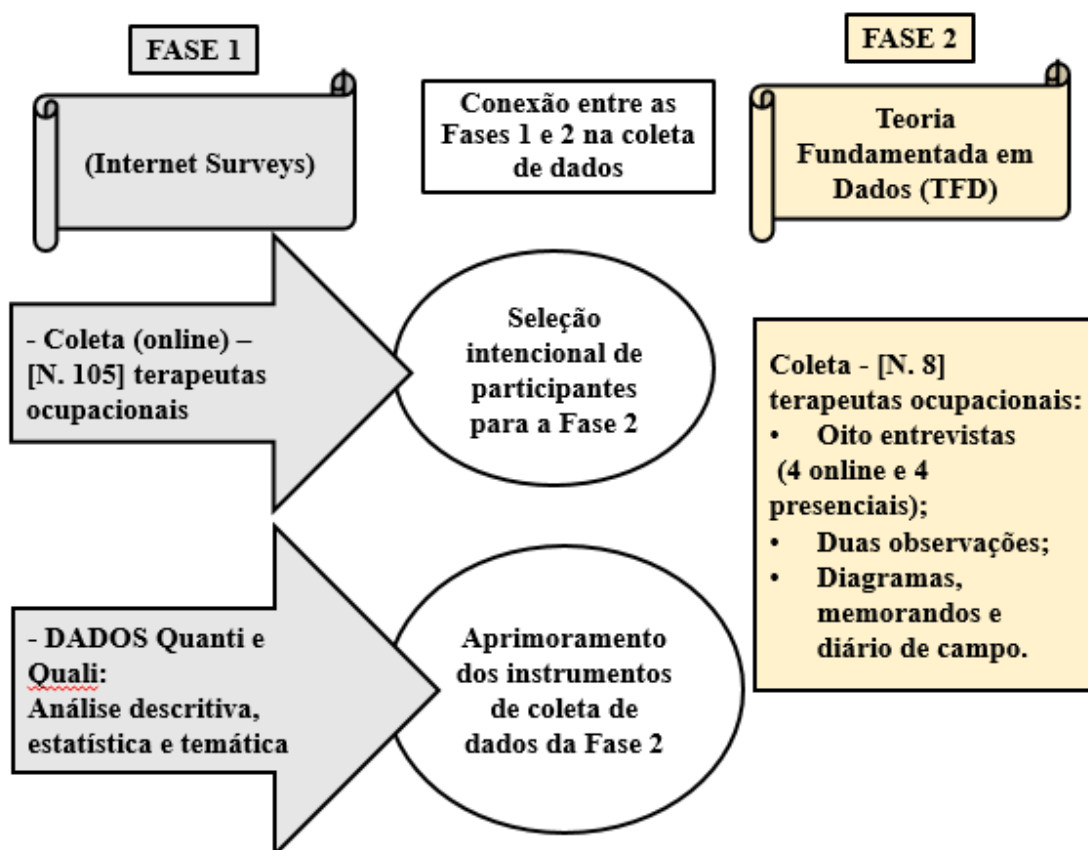 FASE 1
(Internet Surveys)
- Coleta (online) –
[N. 105] terapeutas
ocupacionais
- DADOS Quanti e
Quali:
Análise descritiva,
estatística e temática
Conexão entre as
Fases 1 e 2 na coleta
de dados
Seleção
intencional de
participantes
para a Fase 2
Aprimoramento
dos instrumentos
de coleta de
dados da Fase 2
FASE 2
Teoria
Fundamentada em
Dados (TFD)
Coleta - [N. 8]
terapeutas ocupacionais:
• Oito entrevistas
(4 online e 4
presenciais);
• Duas observações;
• Diagramas,
memorandos e
diário de campo.